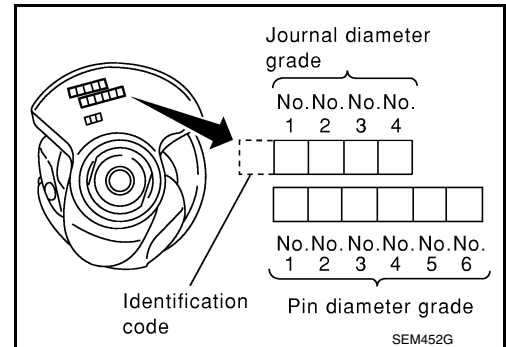 Journal diameter
grade
No. No. No. No.
1 2 3 4
No. No. No. No. No. No.
1 2 3 4 5 6
Identification
code
Pin diameter grade
SEM452G